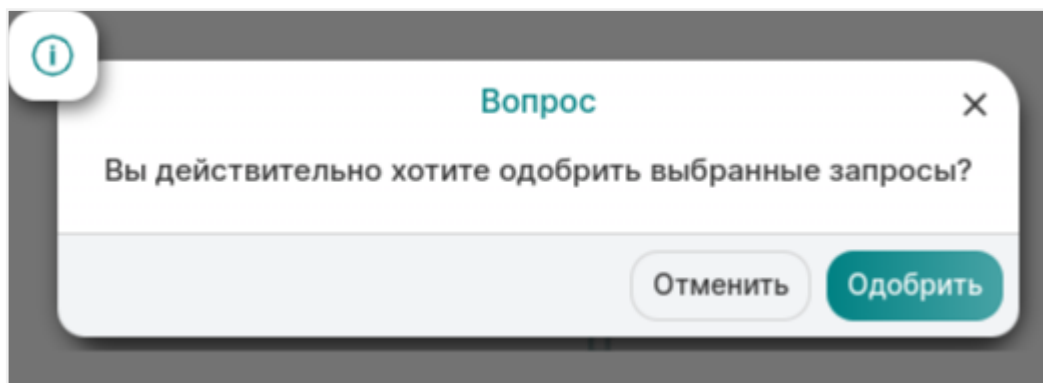 Вопрос
Вы действительно хотите одобрить выбранные запросы?
Отменить
Одобрить